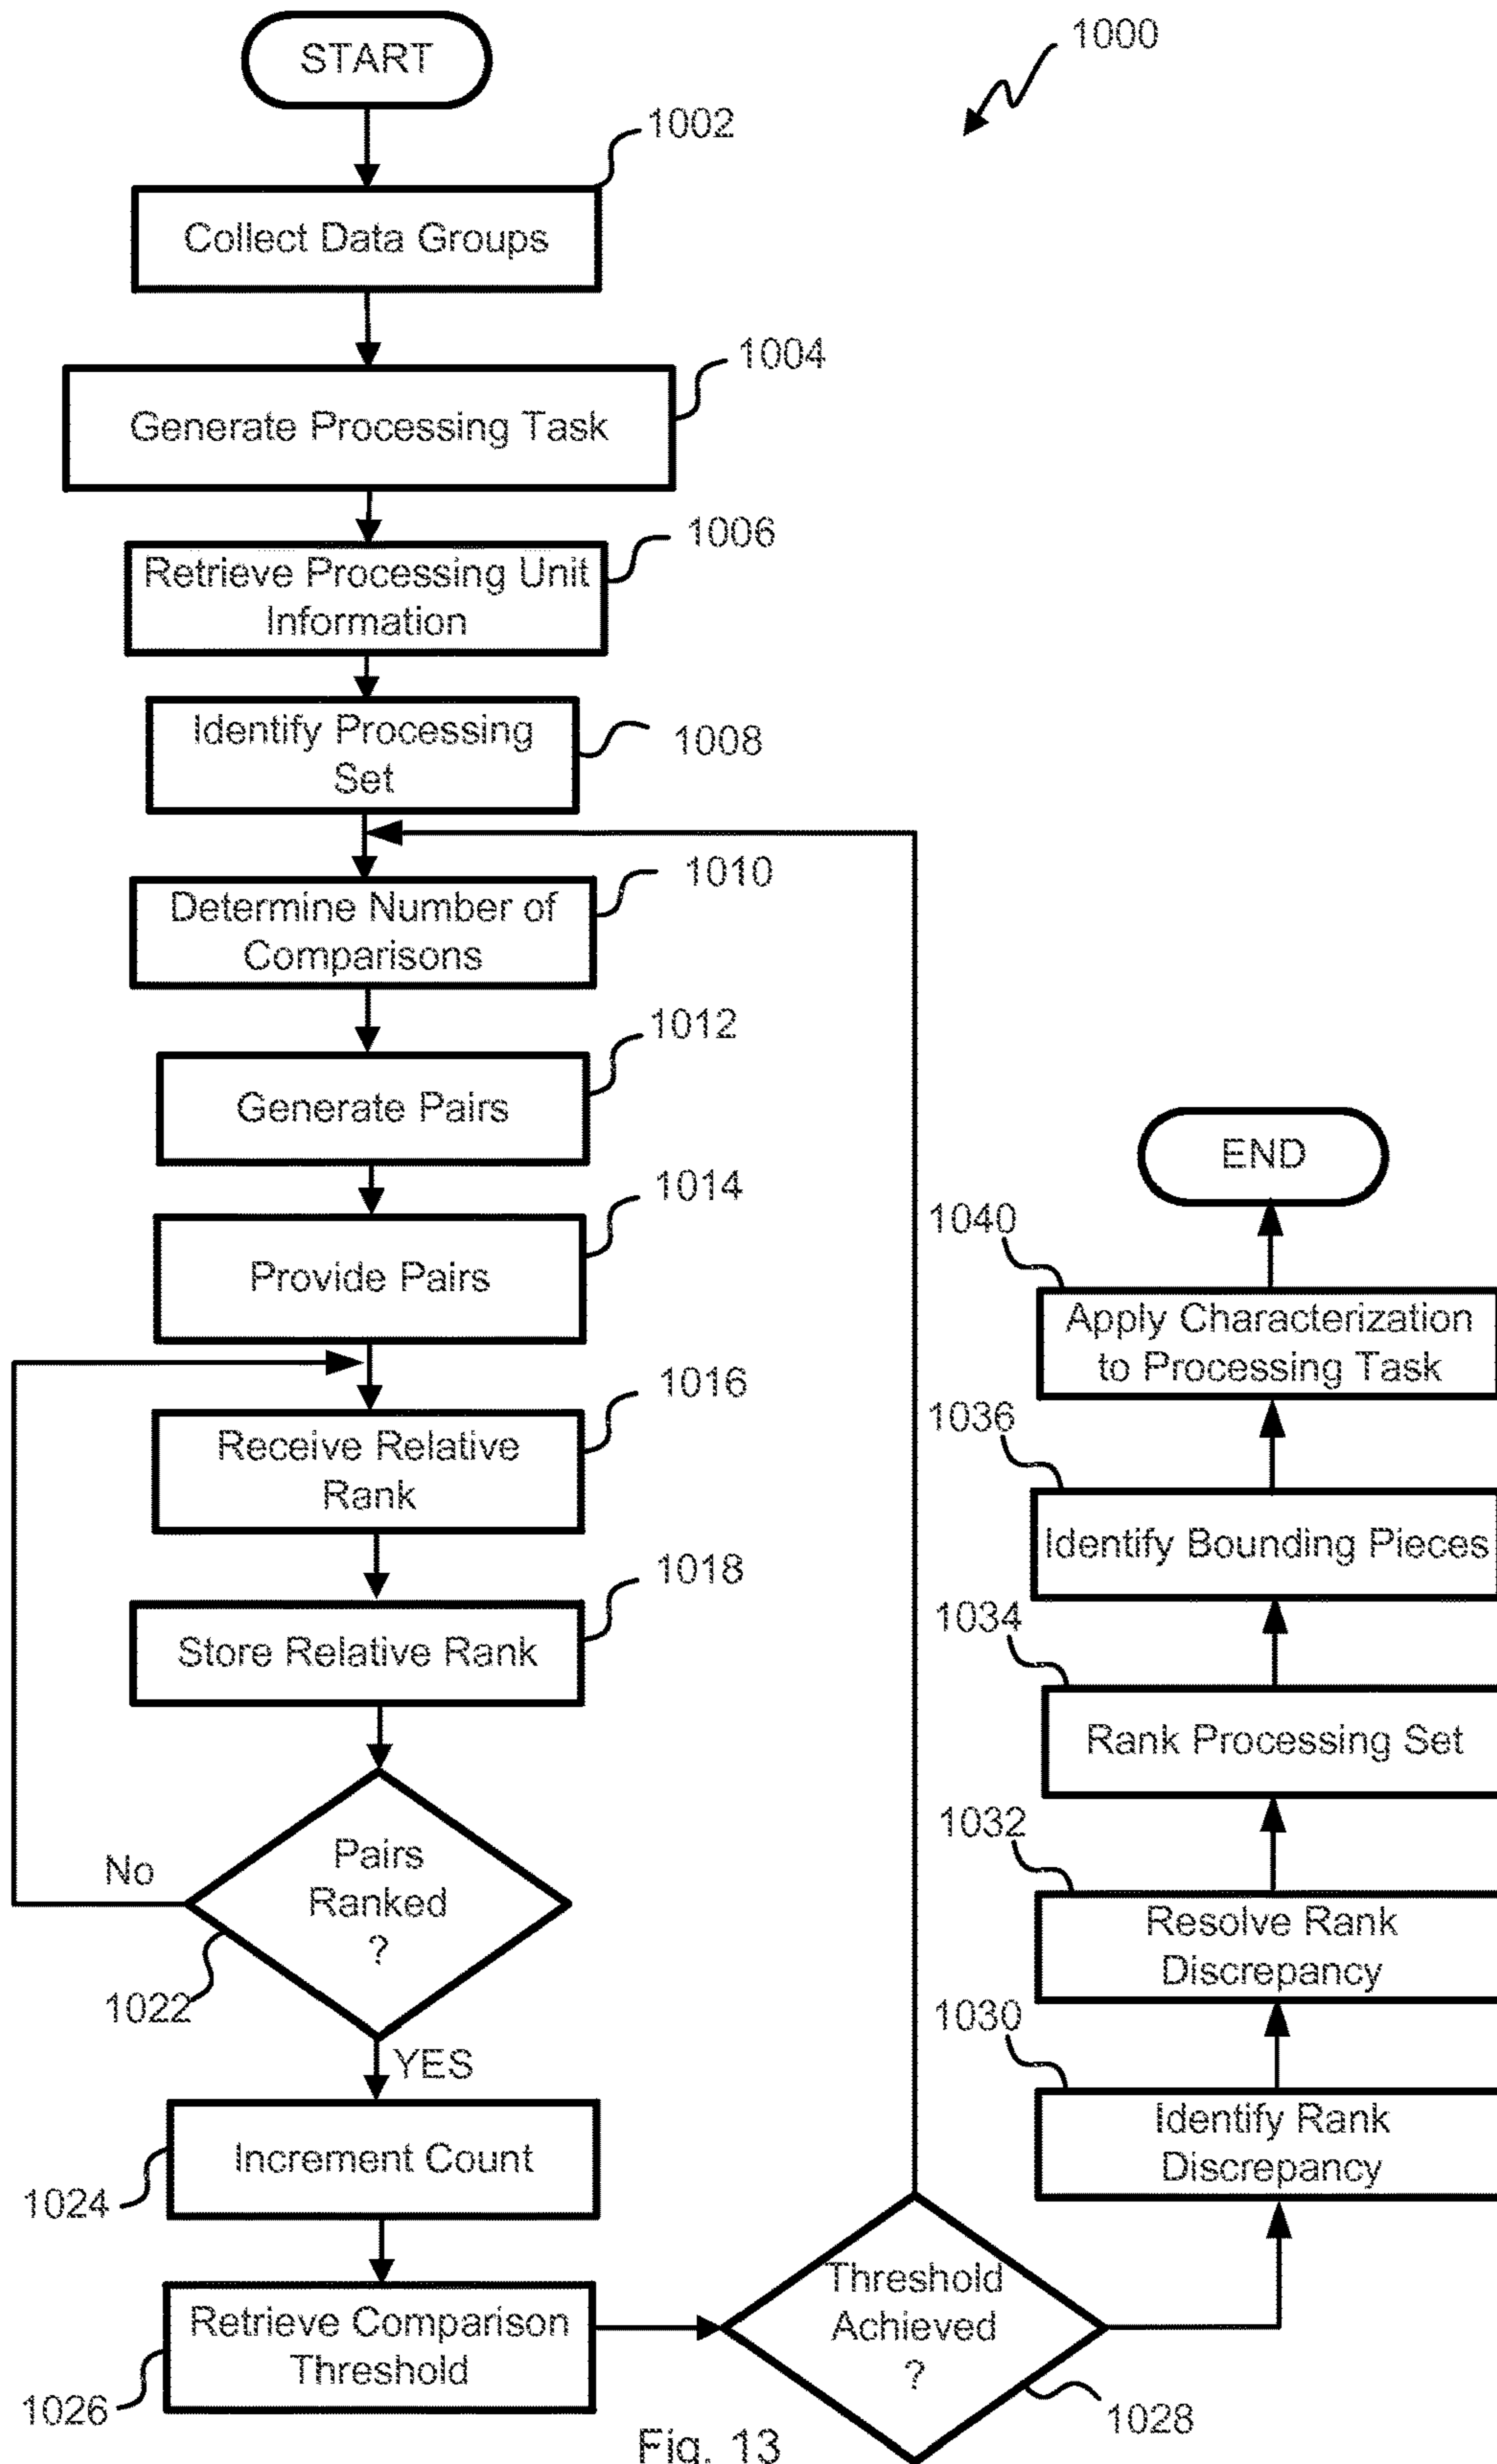 START
1000
1002
Collect Data Groups
1004
Generate Processing Task
1006
Retrieve Processing Unit
Information
Identify Processing
Set
1008
1010
Determine Number of
Comparisons
1012
Generate Pairs
1014
Provide Pairs
1016
Receive Relative
Rank
1018
Store Relative Rank
No
Pairs
Ranked
?
1022
YES
Increment Count
1024
Retrieve Comparison
Threshold
1026
Threshold
Achieved
?
1028
1030
Identify Rank
Discrepancy
1032
Resolve Rank
Discrepancy
1034
Rank Processing Set
1036
Identify Bounding Pieces
1040
Apply Characterization
to Processing Task
END
Fig. 13